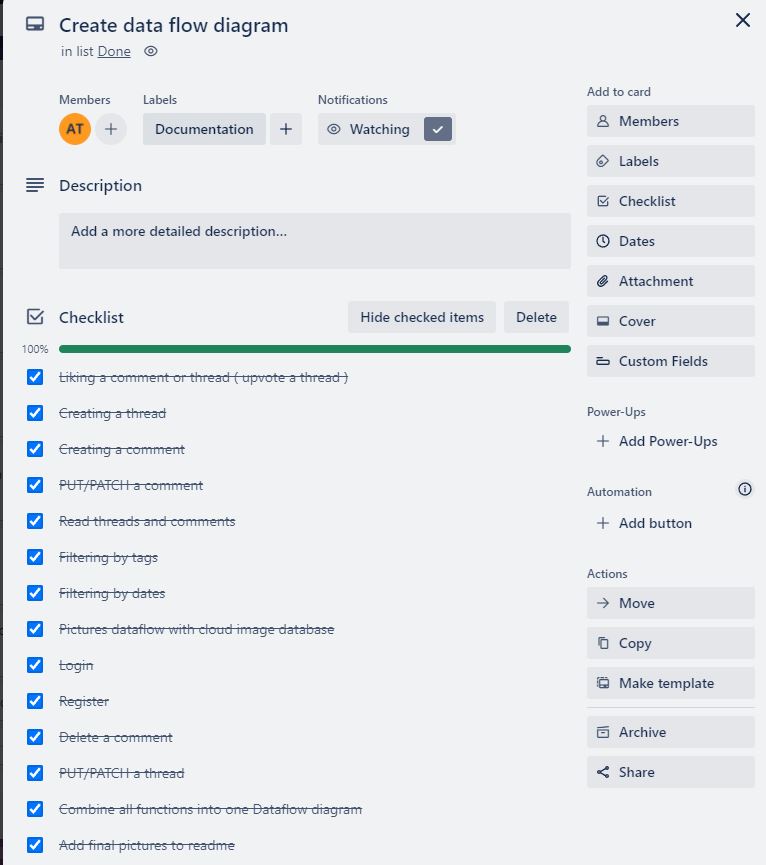 Create data flow diagram
in list Done
Members
Labels
Notifications
AT
Documentation
Watching
Description
Add a more detailed description...
Checklist
Hide checked items
Delete
100%
Liking a comment or thread ( upvote a thread )
Creating a thread
Creating a comment
PUT/PATCH a comment
Read threads and comments
Filtering by tags
Filtering by dates
Pictures dataflow with cloud image database
Login
Register
Delete a comment
PUT/PATCH a thread
Combine all functions into one Dataflow diagram
Add final pictures to readme
Add to card
Members
Labels
Checklist
Dates
Attachment
Cover
Custom Fields
Power-Ups
Add Power-Ups
Automation
Add button
Actions
Move
Copy
Make template
Archive
Share